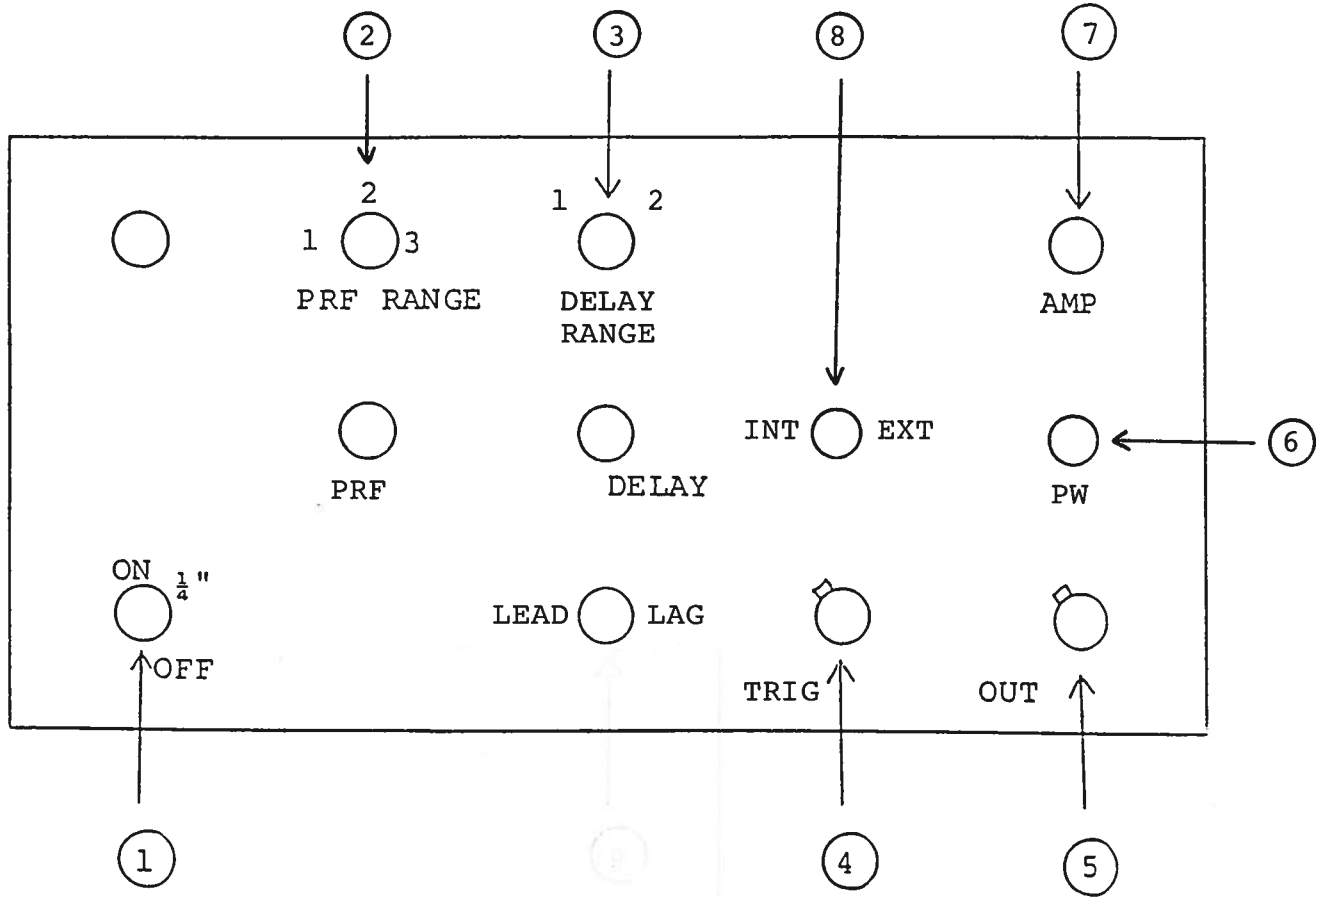 2 3 8 7
2
1 3
PRF RANGE
1 2
DELAY
RANGE
AMP
PRF
DELAY
INT EXT
PW
6
ON ¼"
OFF
LEAD LAG
TRIG
OUT
1 4 5